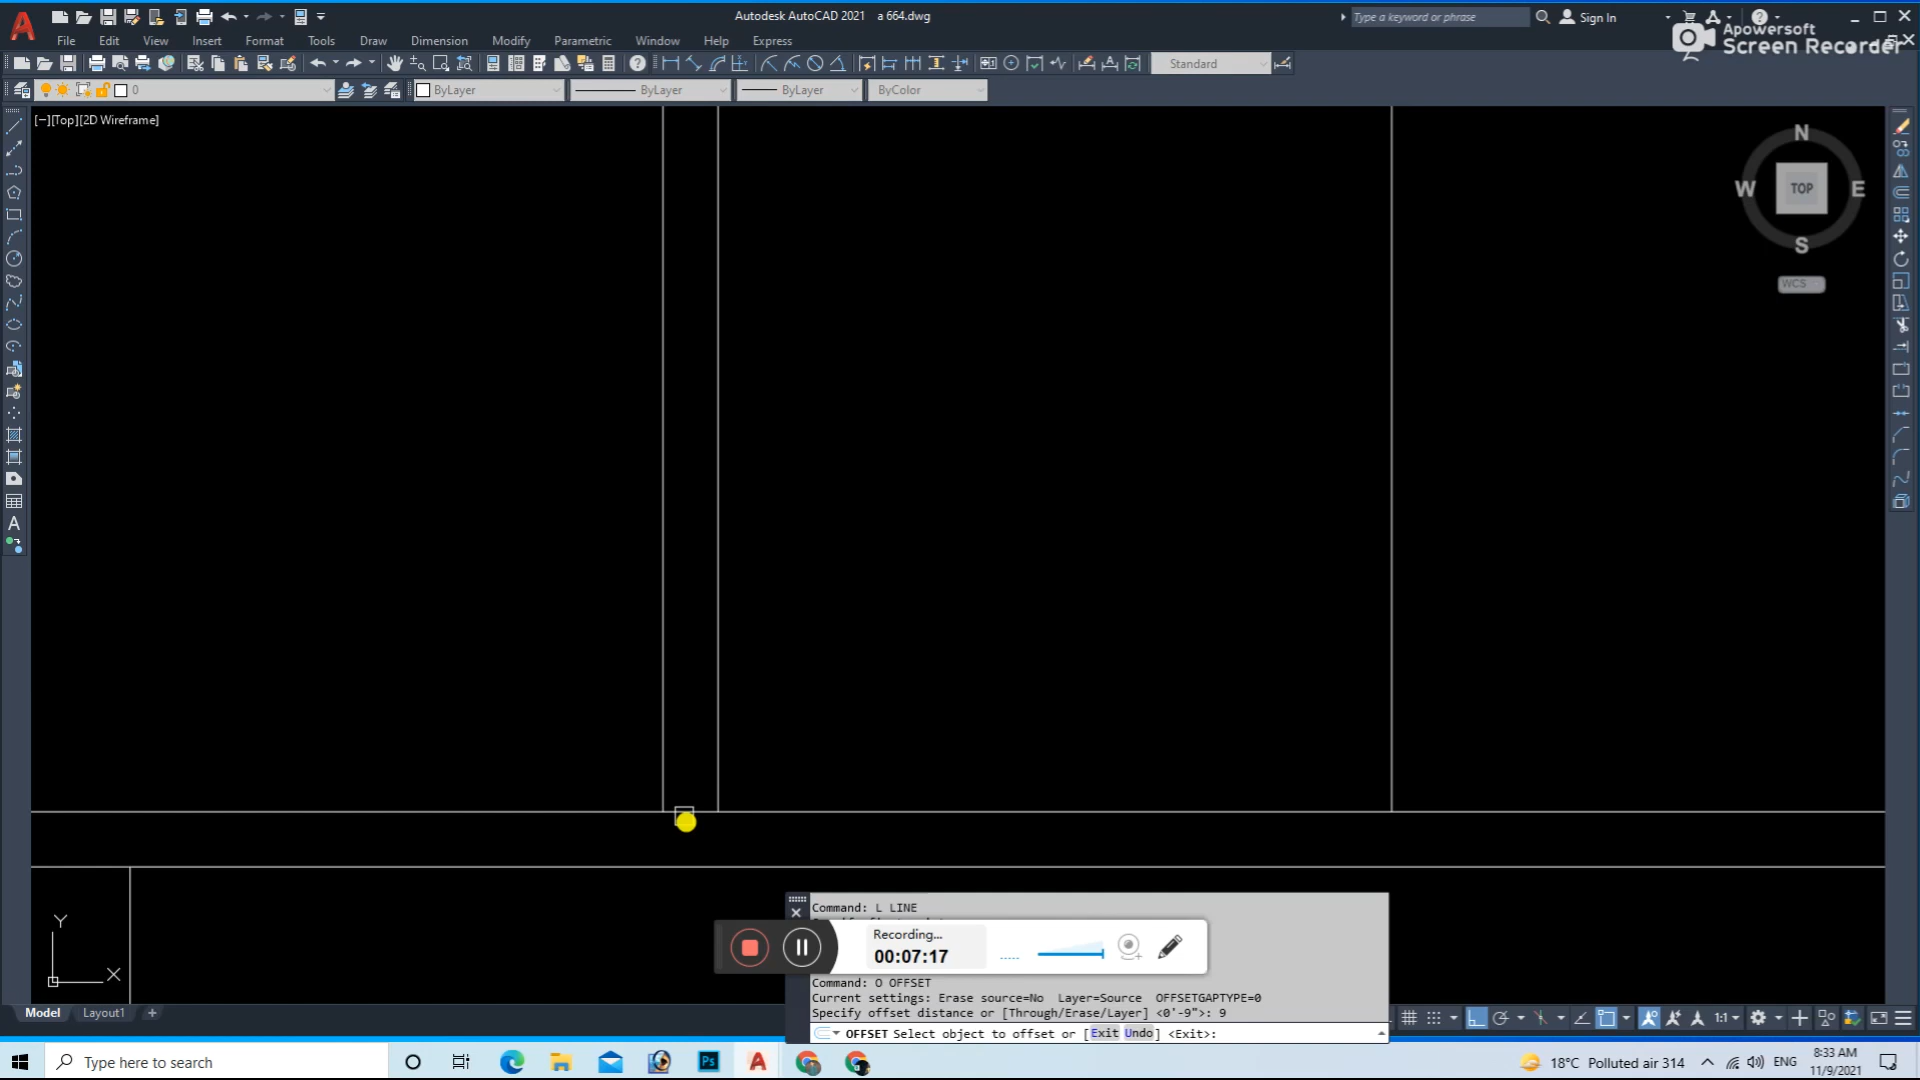 Autodesk AutoCAD 2021 a 664.dwg
Type a keyword or phrase
Sign In
Apowersoft
Screen Recorder
File Edit View Insert Format Tools Draw Dimension Modify Parametric Window Help Express
Standard
0
ByLayer
ByLayer
ByLayer
ByColor
[−][Top][2D Wireframe]
N
W TOP E
S
WCS
Y
X
Command: L LINE
Recording...
00:07:17
Command: O OFFSET
Current settings: Erase source=No Layer=Source OFFSETGAPTYPE=0
Specify offset distance or [Through/Erase/Layer] <0'-9">: 9
OFFSET Select object to offset or [Exit Undo] <Exit>:
Model Layout1 +
1:1
Type here to search
Ps
18°C Polluted air 314
ENG
8:33 AM
11/9/2021